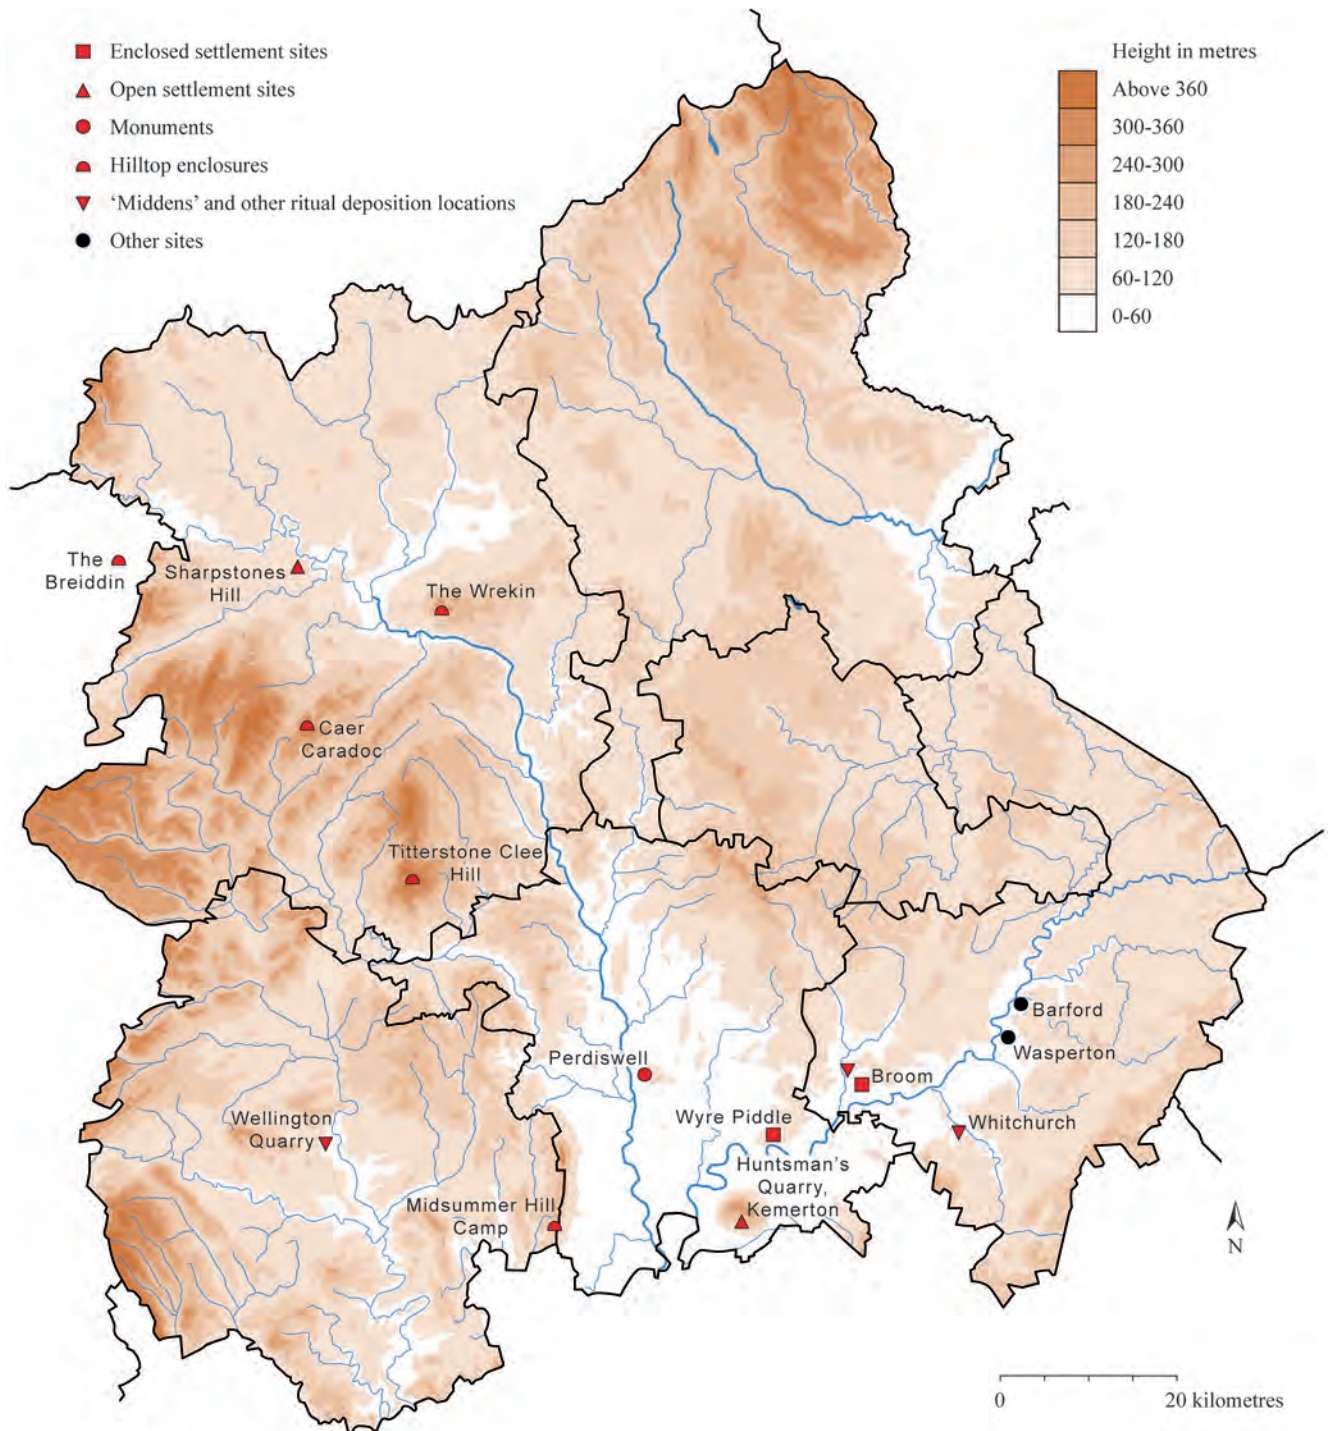 Enclosed settlement sites
Open settlement sites
Monuments
Hilltop enclosures
'Middens' and other ritual deposition locations
Other sites
Height in metres
Above 360
300-360
240-300
180-240
120-180
60-120
0-60
The
Breiddin
Sharpstones
Hill
The Wrekin
Caer
Caradoc
Titterstone Clee
Hill
Barford
Wasperton
Perdiswell
Broom
Wellington
Quarry
Wyre Piddle
Whitchurch
Huntsman's
Quarry,
Kemerton
Midsummer Hill
Camp
N
0 20 kilometres